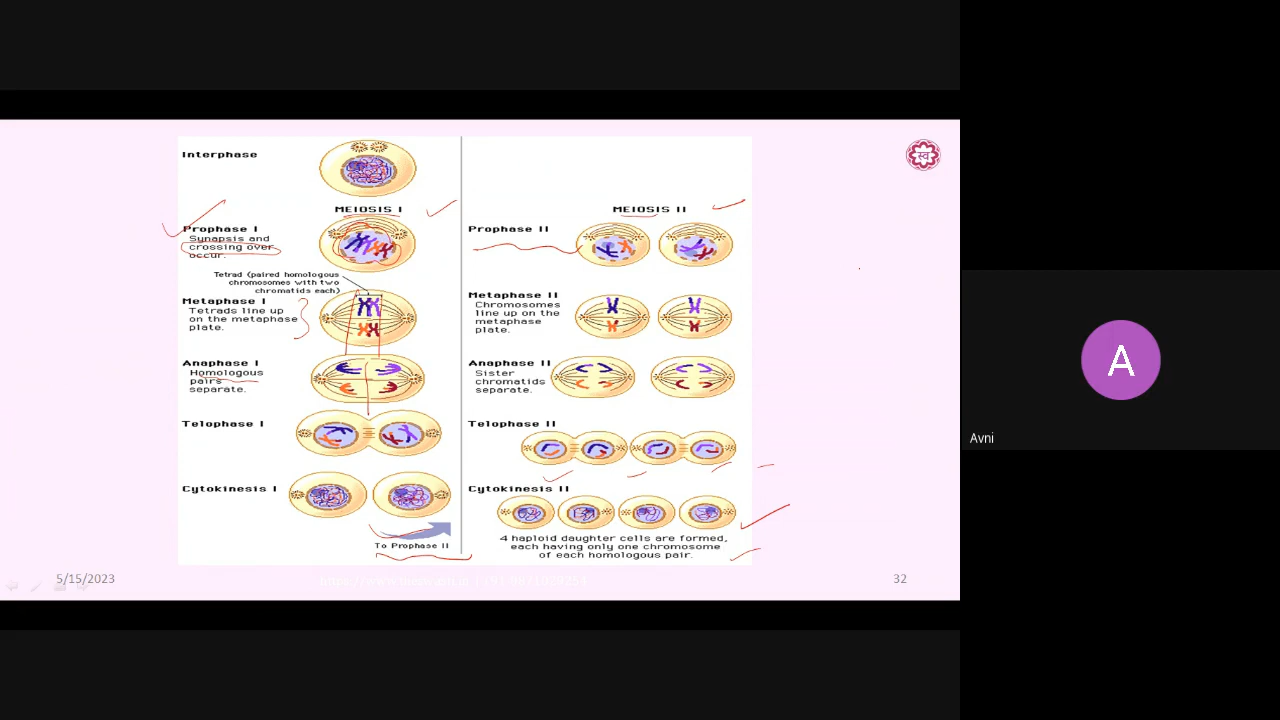 Interphase
MEIOSIS I
Prophase I
Synapsis and
crossing over
occur.
Tetrad (paired homologous
chromosomes with two
chromatids each)
Metaphase I
Tetrads line up
on the metaphase
plate.
Anaphase I
Homologous
pairs
separate.
Telophase I
Cytokinesis I
To Prophase II
MEIOSIS II
Prophase II
Metaphase II
Chromosomes
line up on the
metaphase
plate.
Anaphase II
Sister
chromatids
separate.
Telophase II
Cytokinesis II
4 haploid daughter cells are formed,
each having only one chromosome
of each homologous pair.
स्व
5/15/2023
32
A
Avni